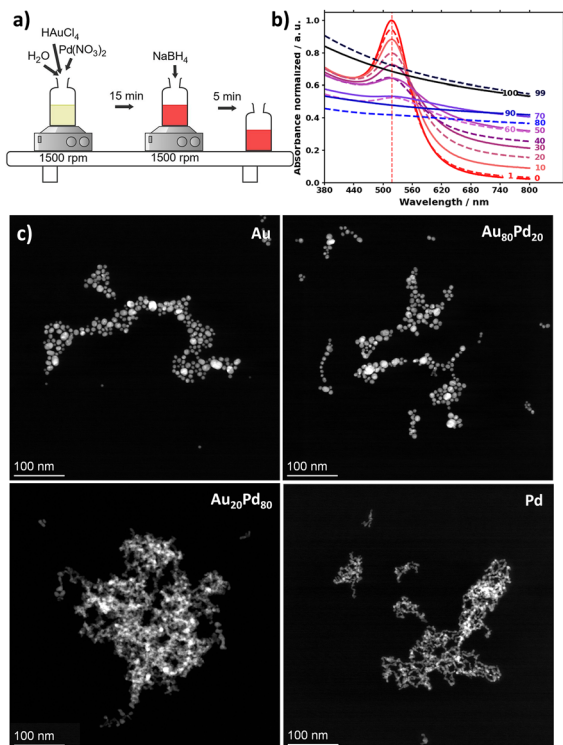 a)
HAuCl₄
H₂O
Pd(NO₃)₂
15 min
NaBH₄
5 min
1500 rpm
1500 rpm
b)
Absorbance normalized / a. u.
1.0
0.8
0.6
0.4
0.2
0.0
380
440
500
560
620
680
740
800
Wavelength / nm
100
99
90
70
80
60
50
40
30
20
10
1
0
c)
Au
100 nm
Au₈₀Pd₂₀
100 nm
Au₂₀Pd₈₀
100 nm
Pd
100 nm